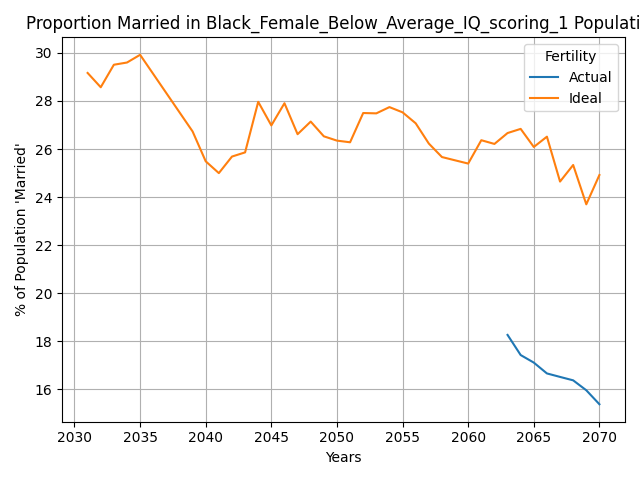 Proportion Married in Black_Female_Below_Average_IQ_scoring_1 Populati
30
28
26
24
22
20
18
16
% of Population 'Married'
Fertility
Actual
Ideal
2030 2035 2040 2045 2050 2055 2060 2065 2070
Years